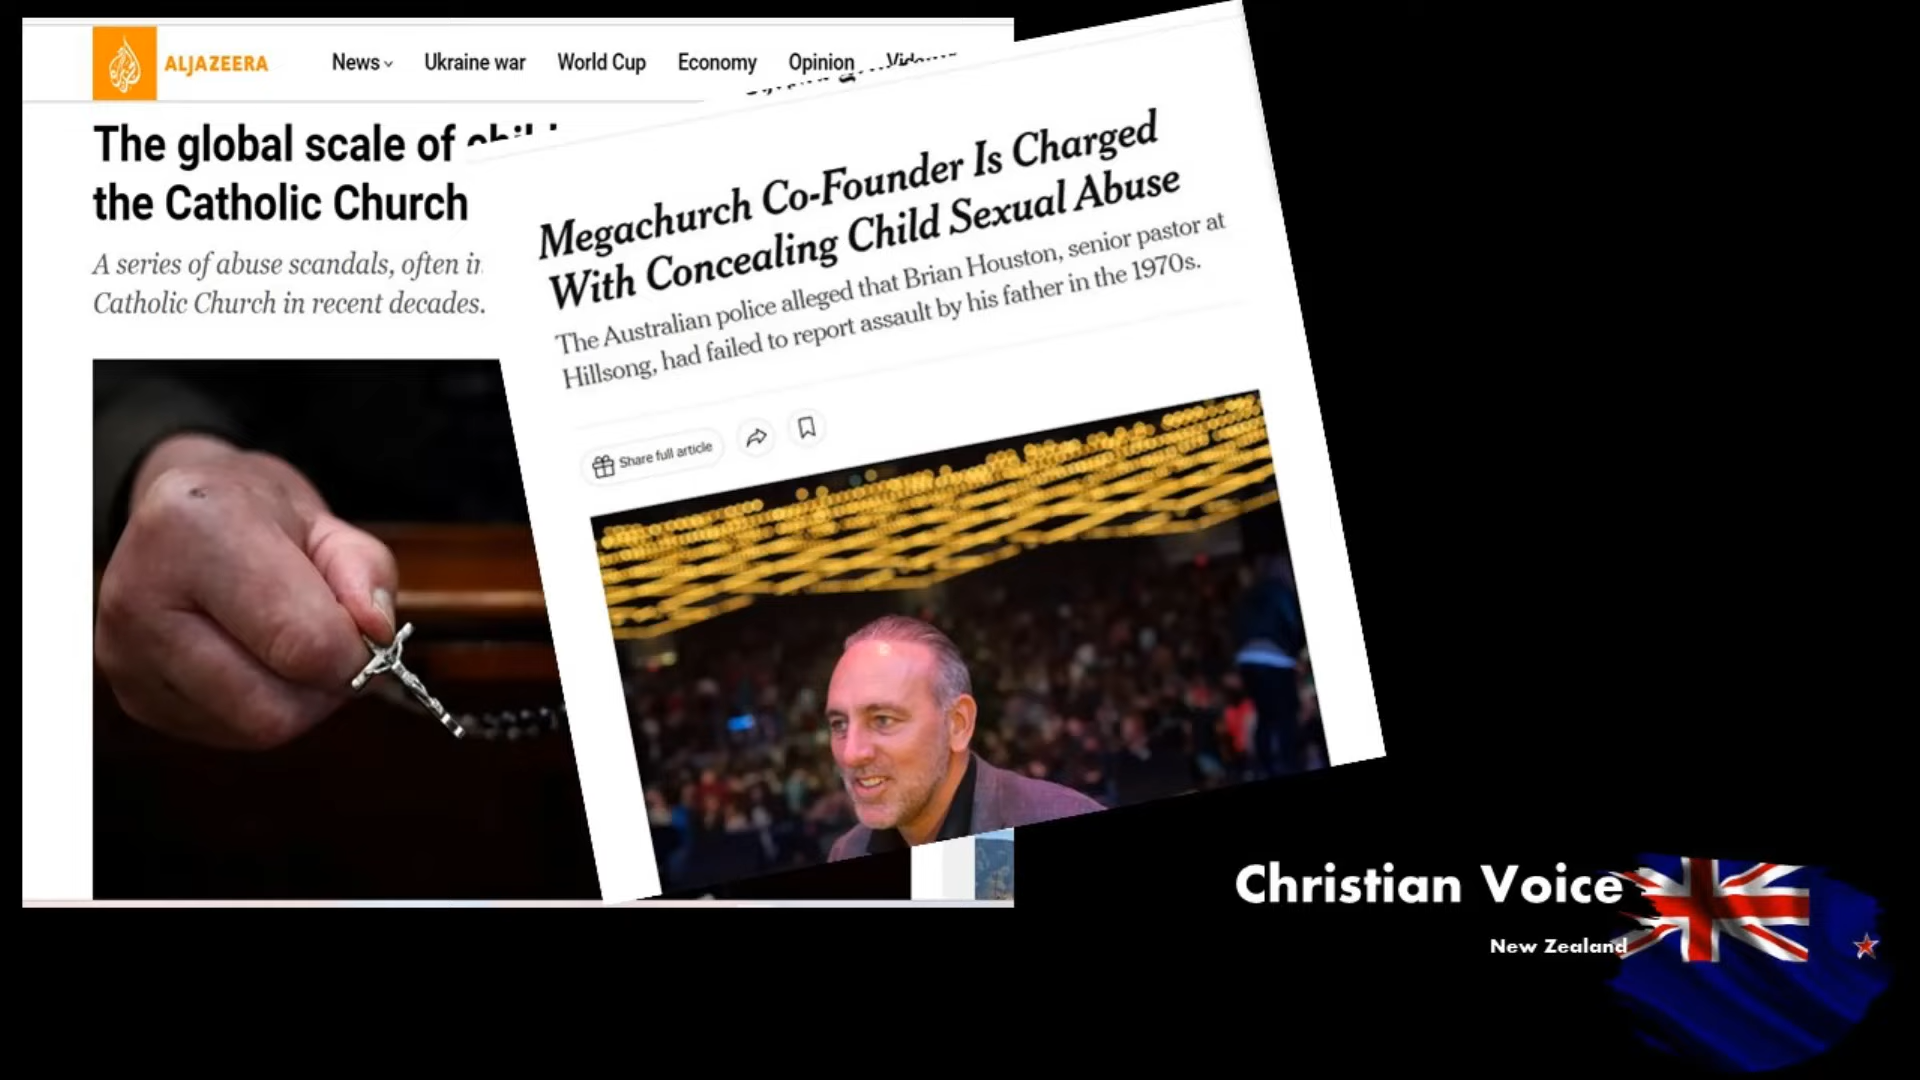 ALJAZEERA
News Ukraine war World Cup Economy Opinion
The global scale of
the Catholic Church
A series of abuse scandals, often in
Catholic Church in recent decades.
Megachurch Co-Founder Is Charged
With Concealing Child Sexual Abuse
The Australian police alleged that Brian Houston, senior pastor at
Hillsong, had failed to report assault by his father in the 1970s.
Share full article
Christian Voice
New Zealand